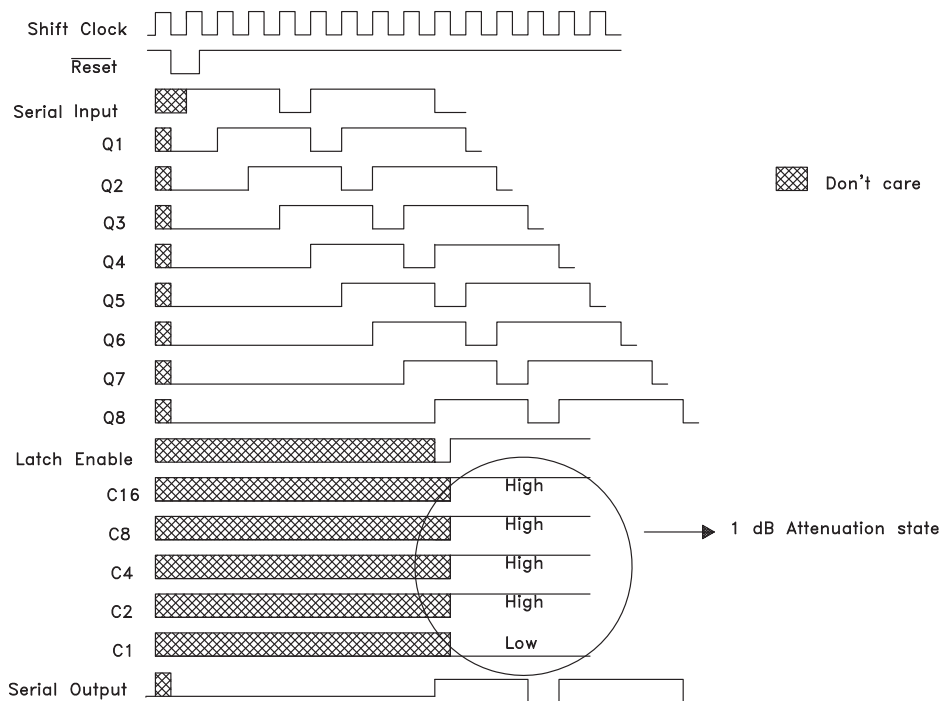 Shift Clock
Reset
Serial Input
Q1
Q2
Don't care
Q3
Q4
Q5
Q6
Q7
Q8
Latch Enable
C16 High
C8 High
1 dB Attenuation state
C4 High
C2 High
C1 Low
Serial Output